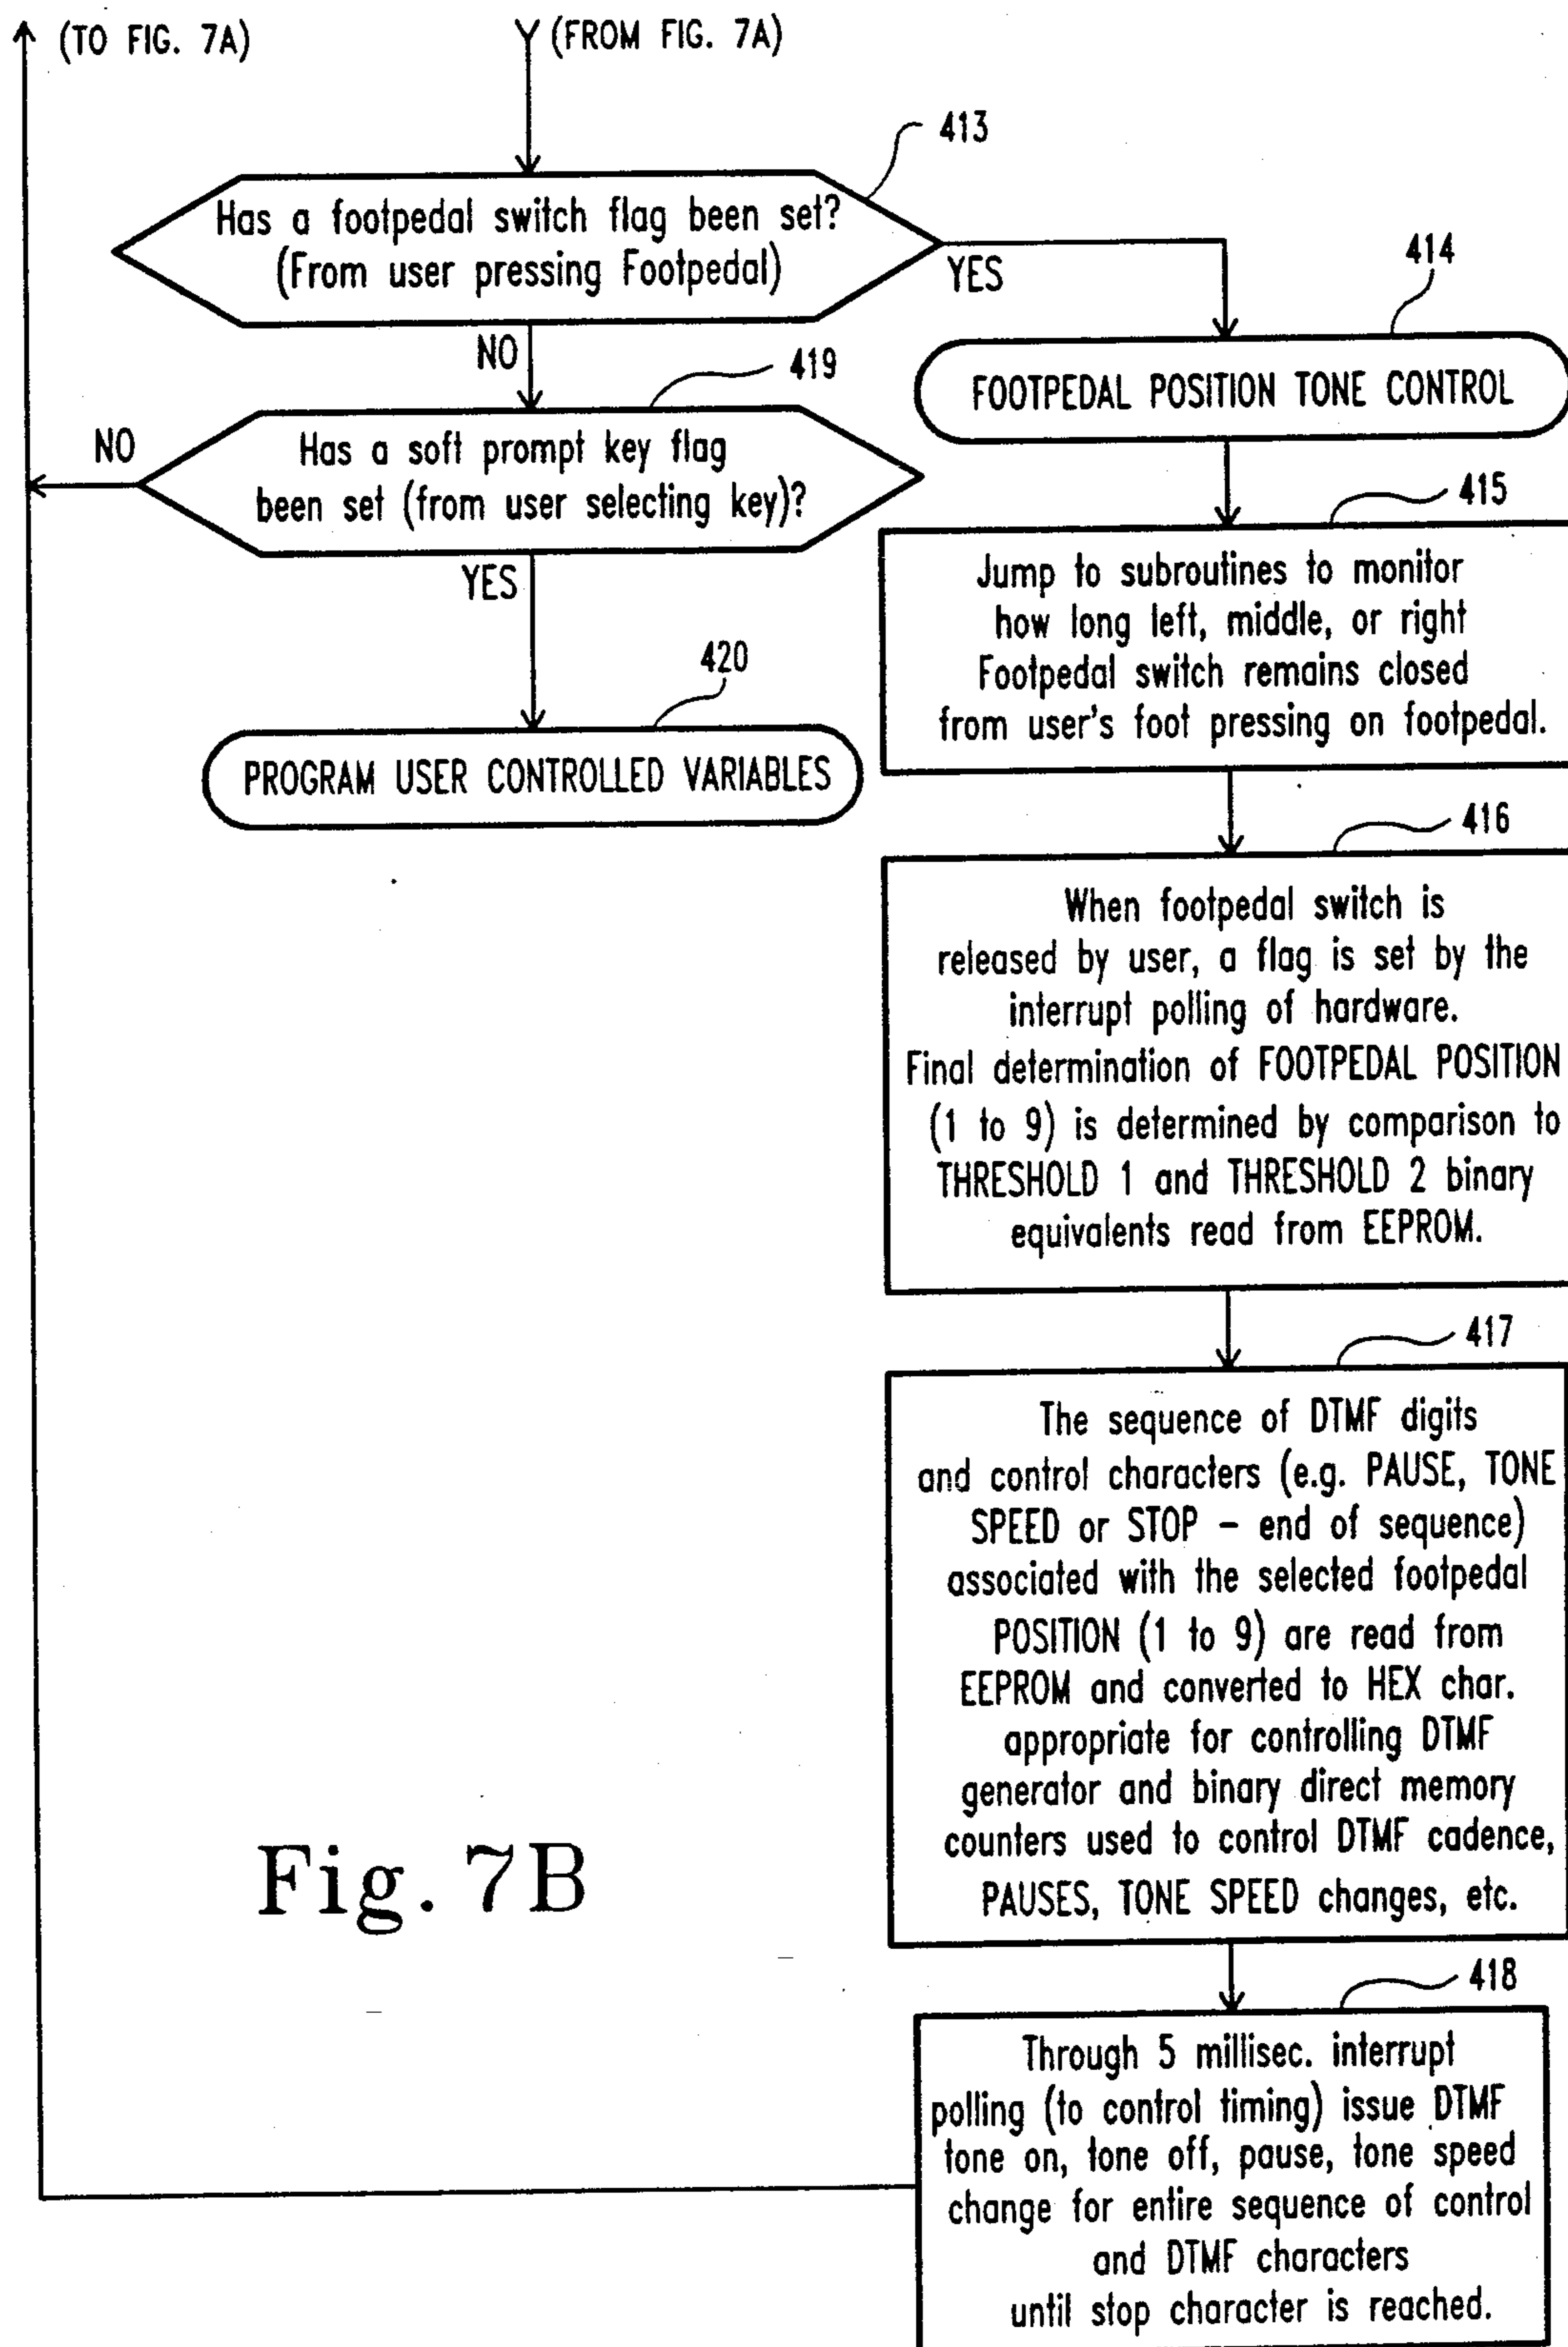 (TO FIG. 7A)
(FROM FIG. 7A)
413
Has a footpedal switch flag been set?
(From user pressing Footpedal)
YES
NO
414
FOOTPEDAL POSITION TONE CONTROL
419
Has a soft prompt key flag
been set (from user selecting key)?
NO
YES
420
PROGRAM USER CONTROLLED VARIABLES
415
Jump to subroutines to monitor
how long left, middle, or right
Footpedal switch remains closed
from user's foot pressing on footpedal.
416
When footpedal switch is
released by user, a flag is set by the
interrupt polling of hardware.
Final determination of FOOTPEDAL POSITION
(1 to 9) is determined by comparison to
THRESHOLD 1 and THRESHOLD 2 binary
equivalents read from EEPROM.
417
The sequence of DTMF digits
and control characters (e.g. PAUSE, TONE
SPEED or STOP – end of sequence)
associated with the selected footpedal
POSITION (1 to 9) are read from
EEPROM and converted to HEX char.
appropriate for controlling DTMF
generator and binary direct memory
counters used to control DTMF cadence,
PAUSES, TONE SPEED changes, etc.
418
Through 5 millisec. interrupt
polling (to control timing) issue DTMF
tone on, tone off, pause, tone speed
change for entire sequence of control
and DTMF characters
until stop character is reached.
Fig. 7B